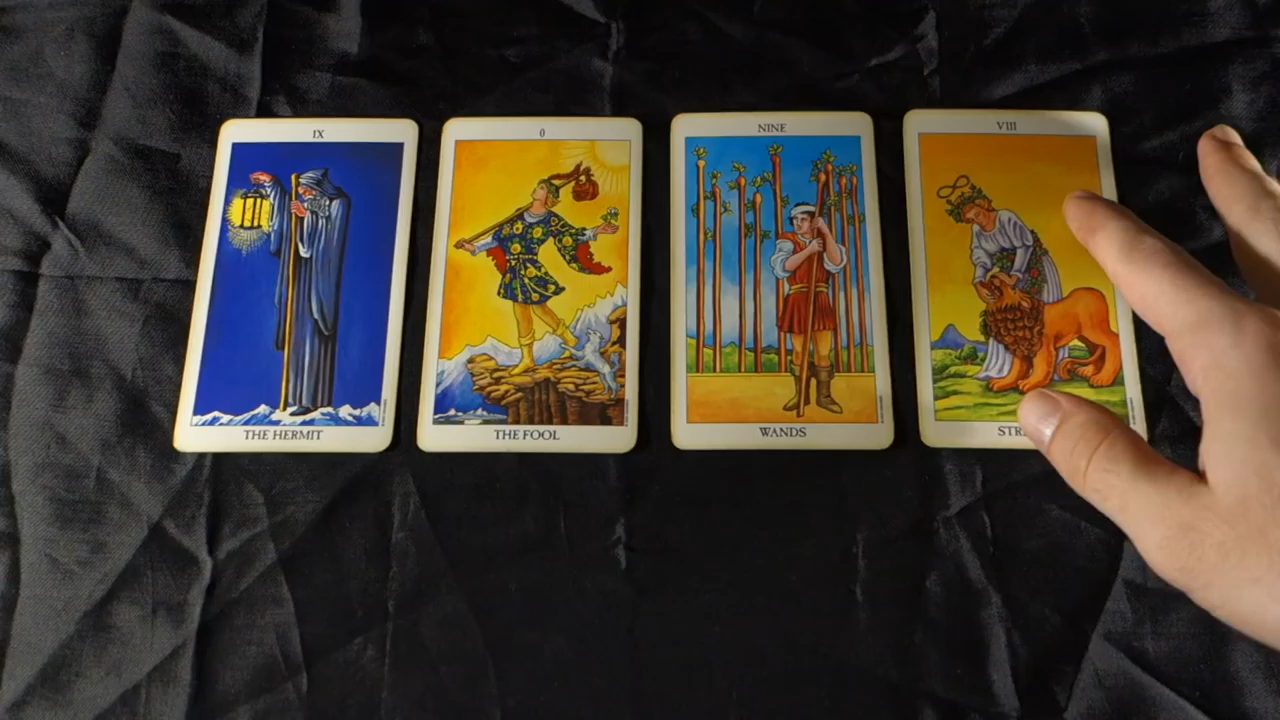 IX
THE HERMIT
0
THE FOOL
NINE
WANDS
VIII
STR